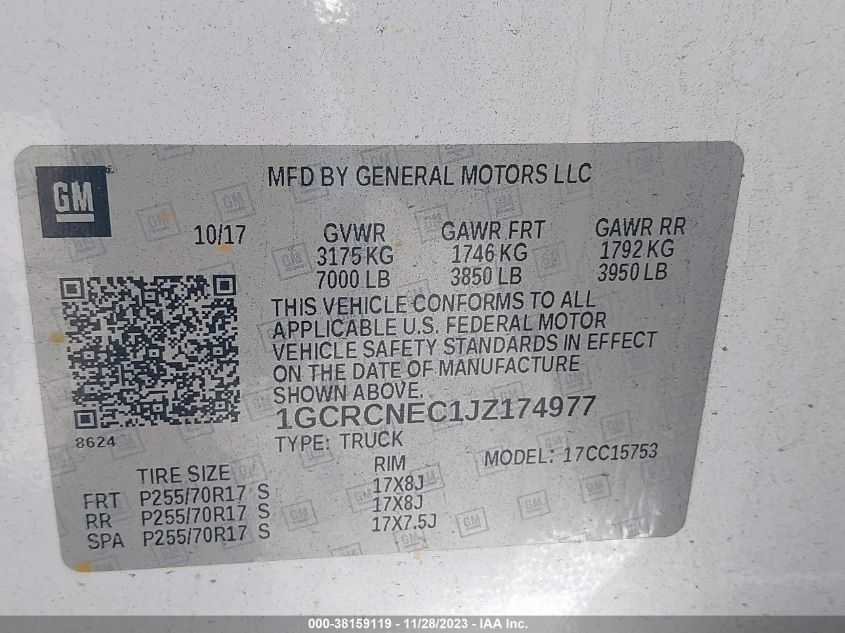 GM
MFD BY GENERAL MOTORS LLC
10/17 GVWR GAWR FRT GAWR RR
3175 KG 1746 KG 1792 KG
7000 LB 3850 LB 3950 LB
THIS VEHICLE CONFORMS TO ALL
APPLICABLE U.S. FEDERAL MOTOR
VEHICLE SAFETY STANDARDS IN EFFECT
ON THE DATE OF MANUFACTURE
SHOWN ABOVE.
1GCRCNEC1JZ174977
8624
TYPE: TRUCK MODEL: 17CC15753
TIRE SIZE RIM
FRT P255/70R17 S 17X8J
RR P255/70R17 S 17X8J
SPA P255/70R17 S 17X7.5J
000-38159119 - 11/28/2023 - IAA Inc.